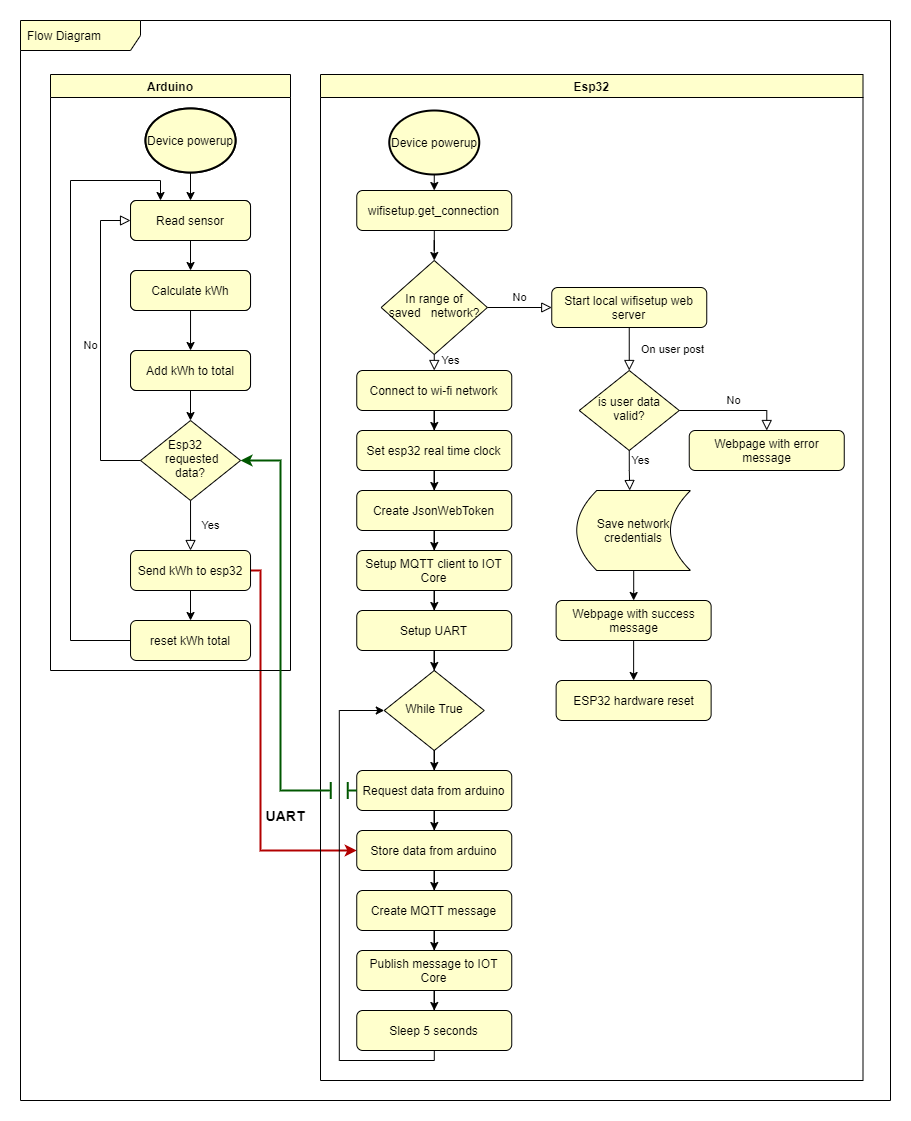 Flow Diagram
Arduino
Device powerup
Read sensor
Calculate kWh
No
Add kWh to total
Esp32
requested
data?
Yes
Send kWh to esp32
reset kWh total
UART
Esp32
Device powerup
wifisetup.get_connection
In range of
saved network?
No
Start local wifisetup web
server
Yes
On user post
Connect to wi-fi network
is user data
valid?
No
Webpage with error
message
Yes
Set esp32 real time clock
Create JsonWebToken
Save network
credentials
Setup MQTT client to IOT
Core
Webpage with success
message
Setup UART
ESP32 hardware reset
While True
Request data from arduino
Store data from arduino
Create MQTT message
Publish message to IOT
Core
Sleep 5 seconds